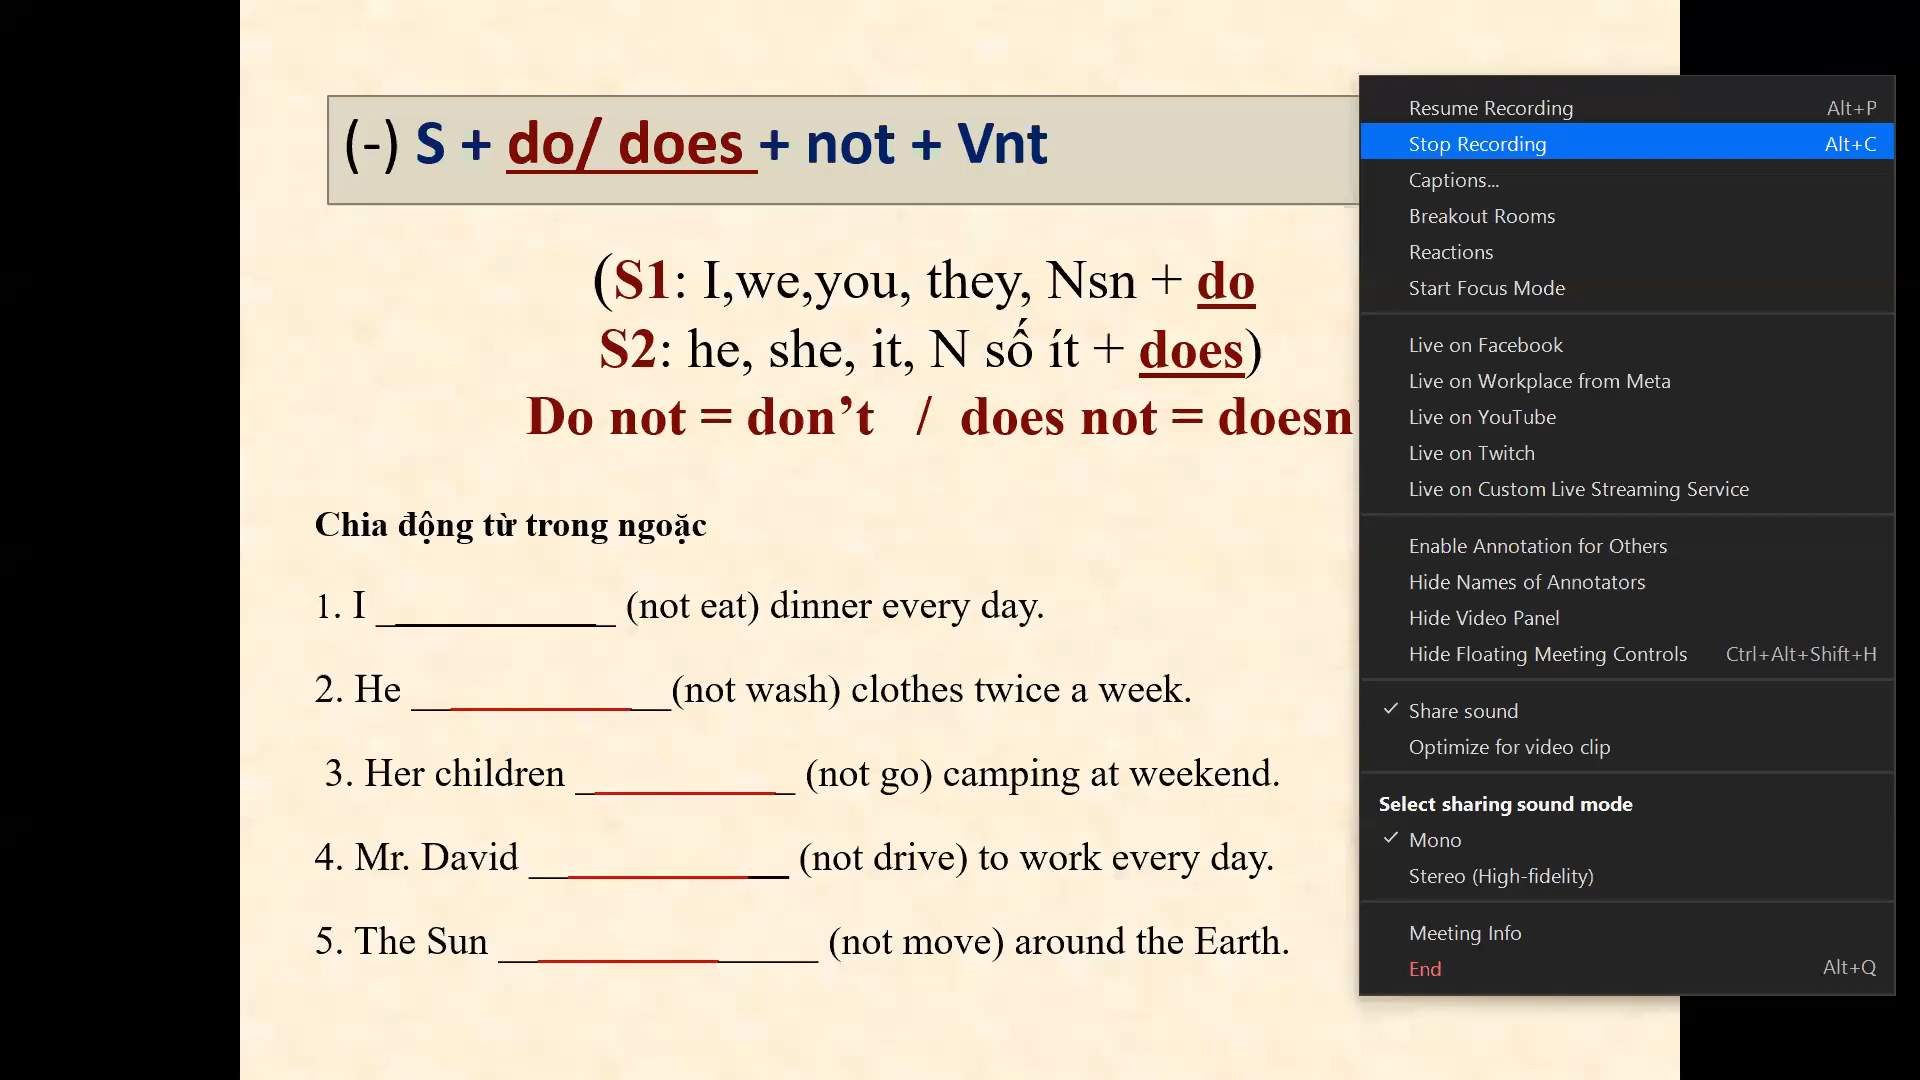 (-) S + do/ does + not + Vnt
(S1: I,we,you, they, Nsn + do
S2: he, she, it, N số ít + does)
Do not = don’t / does not = doesn
Chia động từ trong ngoặc
1. I ____________ (not eat) dinner every day.
2. He _____________(not wash) clothes twice a week.
3. Her children ___________ (not go) camping at weekend.
4. Mr. David _____________ (not drive) to work every day.
5. The Sun ________________ (not move) around the Earth.
Resume Recording Alt+P
Stop Recording Alt+C
Captions...
Breakout Rooms
Reactions
Start Focus Mode
Live on Facebook
Live on Workplace from Meta
Live on YouTube
Live on Twitch
Live on Custom Live Streaming Service
Enable Annotation for Others
Hide Names of Annotators
Hide Video Panel
Hide Floating Meeting Controls Ctrl+Alt+Shift+H
Share sound
Optimize for video clip
Select sharing sound mode
Mono
Stereo (High-fidelity)
Meeting Info
End Alt+Q